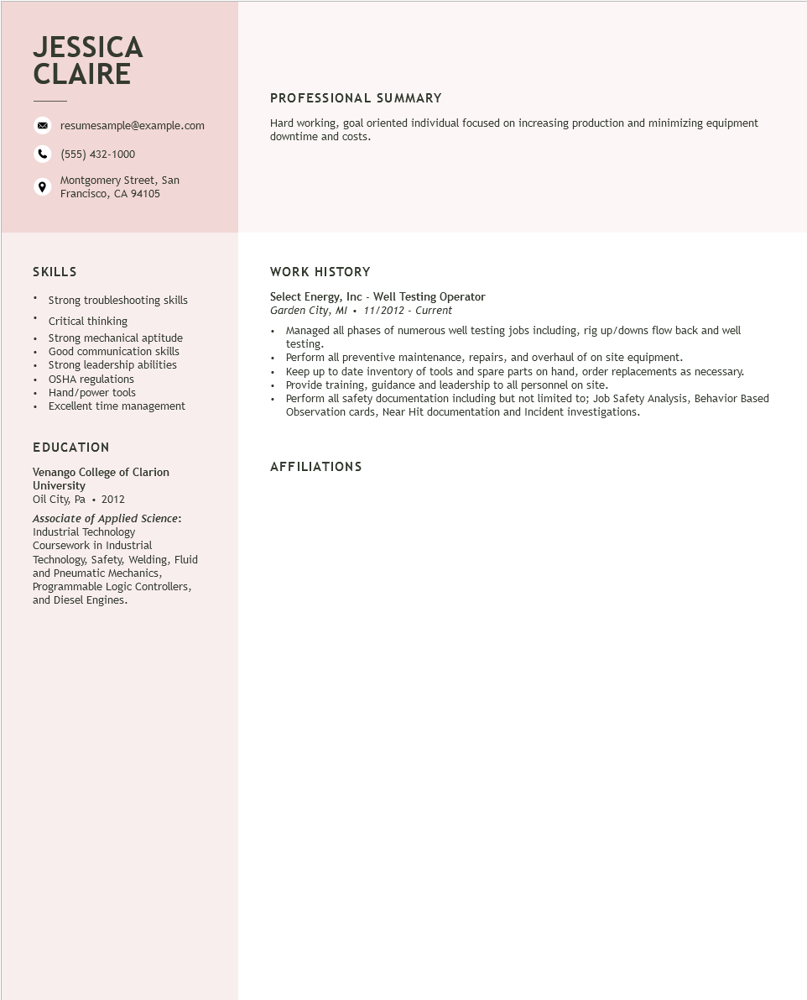 JESSICA
CLAIRE
resumesample@example.com
(555) 432-1000
Montgomery Street, San
Francisco, CA 94105
PROFESSIONAL SUMMARY
Hard working, goal oriented individual focused on increasing production and minimizing equipment
downtime and costs.
SKILLS
• Strong troubleshooting skills
• Critical thinking
• Strong mechanical aptitude
• Good communication skills
• Strong leadership abilities
• OSHA regulations
• Hand/power tools
• Excellent time management
EDUCATION
Venango College of Clarion
University
Oil City, Pa • 2012
Associate of Applied Science:
Industrial Technology
Coursework in Industrial
Technology, Safety, Welding, Fluid
and Pneumatic Mechanics,
Programmable Logic Controllers,
and Diesel Engines.
WORK HISTORY
Select Energy, Inc - Well Testing Operator
Garden City, MI • 11/2012 - Current
• Managed all phases of numerous well testing jobs including, rig up/downs flow back and well
testing.
• Perform all preventive maintenance, repairs, and overhaul of on site equipment.
• Keep up to date inventory of tools and spare parts on hand, order replacements as necessary.
• Provide training, guidance and leadership to all personnel on site.
• Perform all safety documentation including but not limited to; Job Safety Analysis, Behavior Based
Observation cards, Near Hit documentation and Incident investigations.
AFFILIATIONS